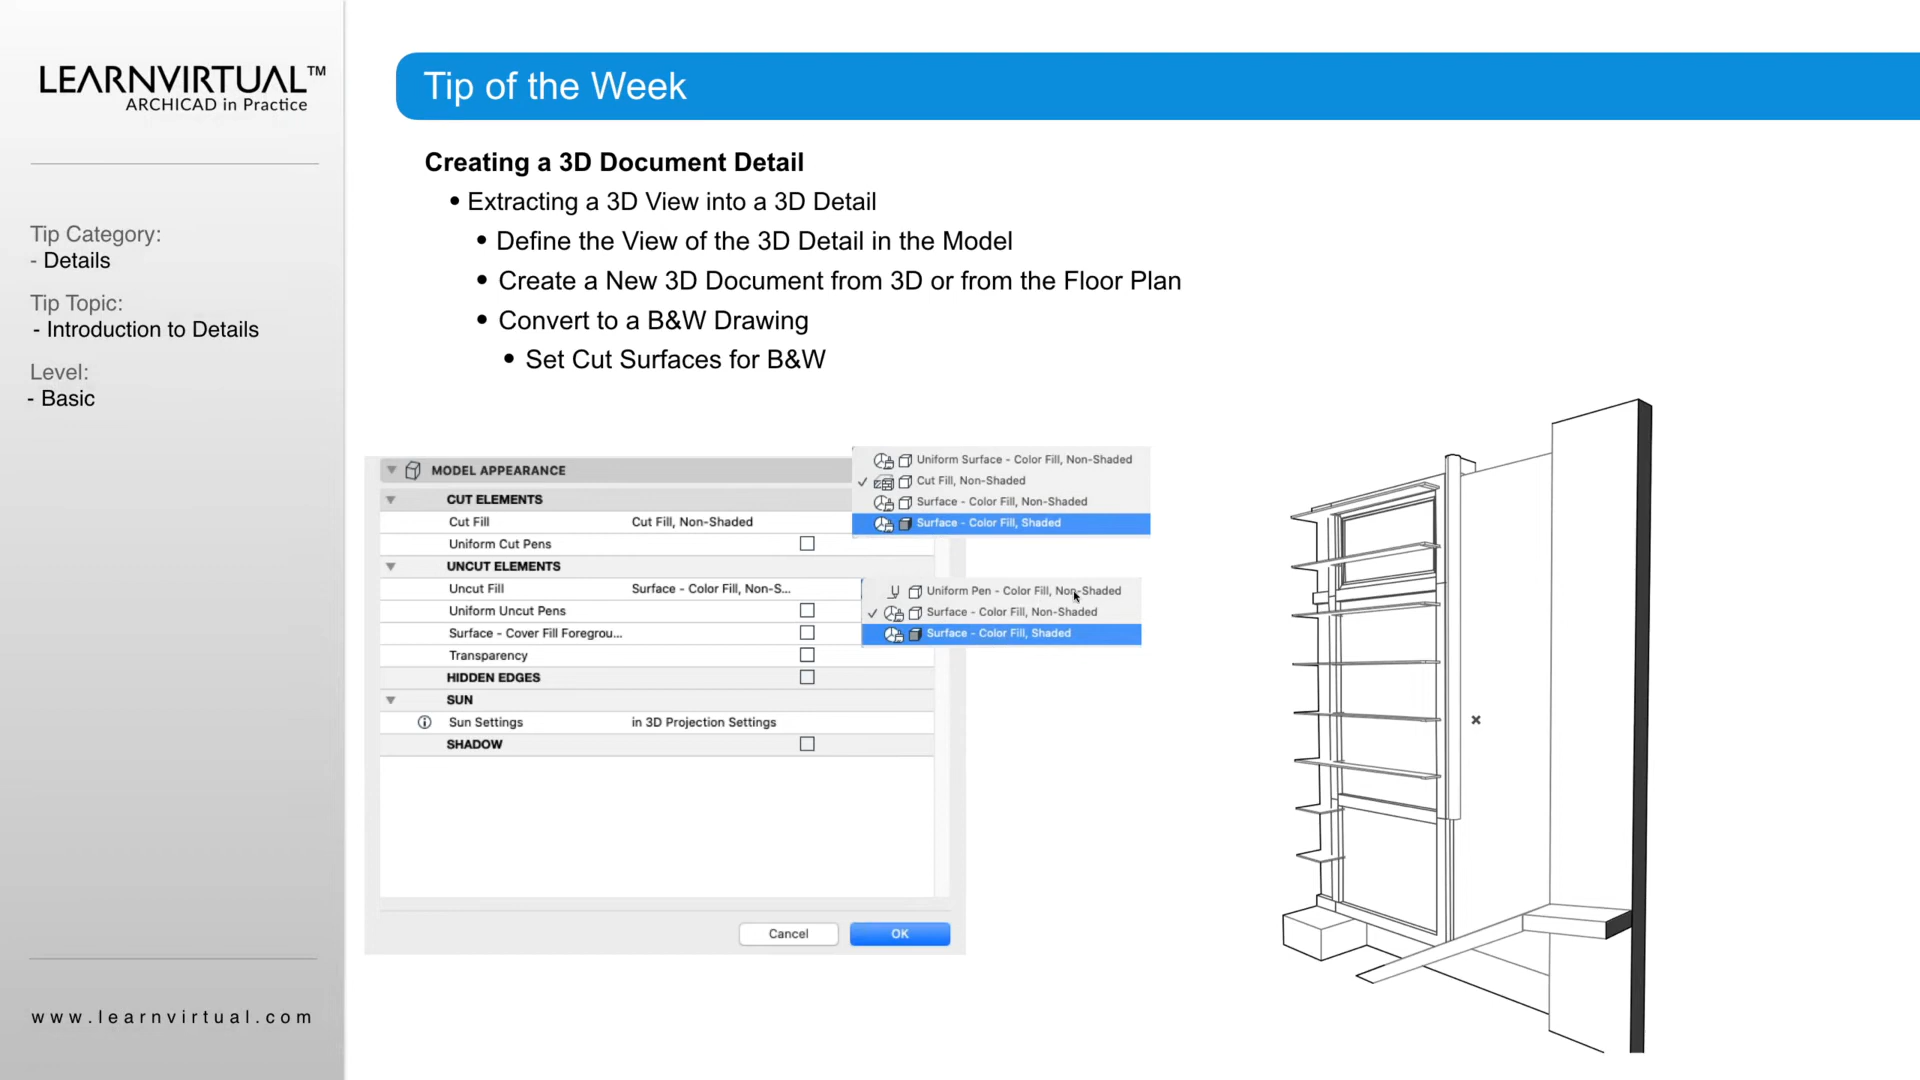 LEARNVIRTUAL™
ARCHICAD in Practice
Tip Category:
- Details
Tip Topic:
- Introduction to Details
Level:
- Basic
www.learnvirtual.com
Tip of the Week
Creating a 3D Document Detail
• Extracting a 3D View into a 3D Detail
• Define the View of the 3D Detail in the Model
• Create a New 3D Document from 3D or from the Floor Plan
• Convert to a B&W Drawing
• Set Cut Surfaces for B&W
MODEL APPEARANCE
CUT ELEMENTS
Cut Fill Cut Fill, Non-Shaded
Uniform Cut Pens
UNCUT ELEMENTS
Uncut Fill Surface - Color Fill, Non-S...
Uniform Uncut Pens
Surface - Cover Fill Foregrou...
Transparency
HIDDEN EDGES
SUN
Sun Settings in 3D Projection Settings
SHADOW
Cancel OK
Uniform Surface - Color Fill, Non-Shaded
Cut Fill, Non-Shaded
Surface - Color Fill, Non-Shaded
Surface - Color Fill, Shaded
Uniform Pen - Color Fill, Non-Shaded
Surface - Color Fill, Non-Shaded
Surface - Color Fill, Shaded